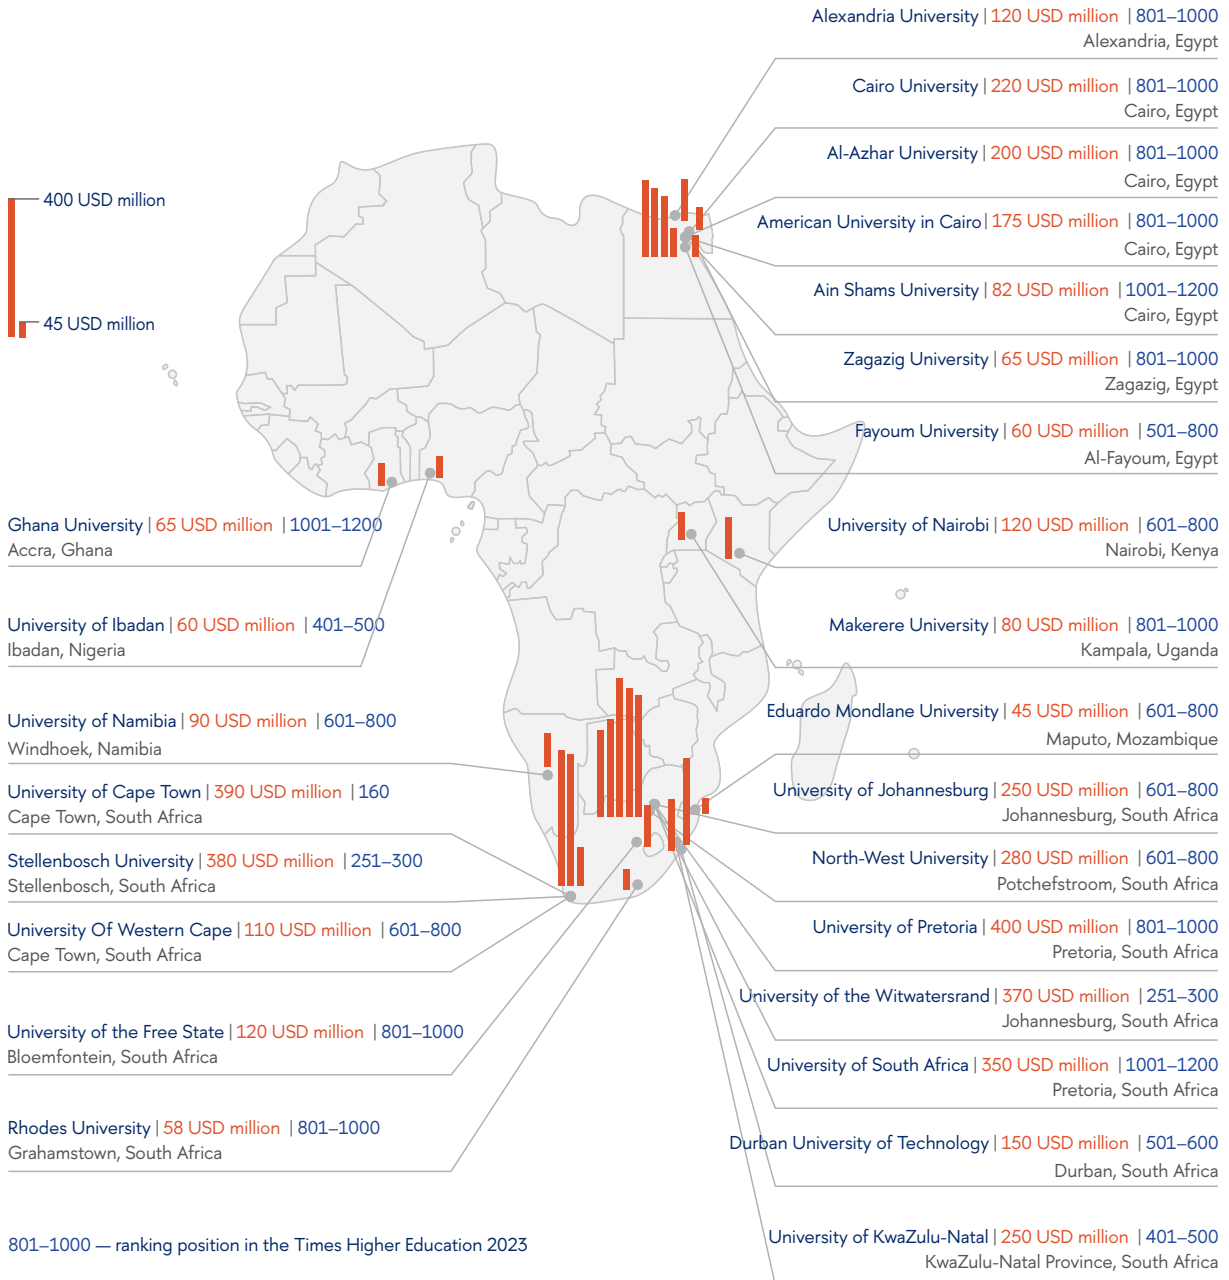 Alexandria University | 120 USD million | 801–1000
Alexandria, Egypt
Cairo University | 220 USD million | 801–1000
Cairo, Egypt
Al-Azhar University | 200 USD million | 801–1000
Cairo, Egypt
American University in Cairo | 175 USD million | 801–1000
Cairo, Egypt
Ain Shams University | 82 USD million | 1001–1200
Cairo, Egypt
Zagazig University | 65 USD million | 801–1000
Zagazig, Egypt
Fayoum University | 60 USD million | 501–800
Al-Fayoum, Egypt
400 USD million
45 USD million
Ghana University | 65 USD million | 1001–1200
Accra, Ghana
University of Ibadan | 60 USD million | 401–500
Ibadan, Nigeria
University of Namibia | 90 USD million | 601–800
Windhoek, Namibia
University of Cape Town | 390 USD million | 160
Cape Town, South Africa
Stellenbosch University | 380 USD million | 251–300
Stellenbosch, South Africa
University Of Western Cape | 110 USD million | 601–800
Cape Town, South Africa
University of the Free State | 120 USD million | 801–1000
Bloemfontein, South Africa
Rhodes University | 58 USD million | 801–1000
Grahamstown, South Africa
University of Nairobi | 120 USD million | 601–800
Nairobi, Kenya
Makerere University | 80 USD million | 801–1000
Kampala, Uganda
Eduardo Mondlane University | 45 USD million | 601–800
Maputo, Mozambique
University of Johannesburg | 250 USD million | 601–800
Johannesburg, South Africa
North-West University | 280 USD million | 601–800
Potchefstroom, South Africa
University of Pretoria | 400 USD million | 801–1000
Pretoria, South Africa
University of the Witwatersrand | 370 USD million | 251–300
Johannesburg, South Africa
University of South Africa | 350 USD million | 1001–1200
Pretoria, South Africa
Durban University of Technology | 150 USD million | 501–600
Durban, South Africa
University of KwaZulu-Natal | 250 USD million | 401–500
KwaZulu-Natal Province, South Africa
801–1000 — ranking position in the Times Higher Education 2023